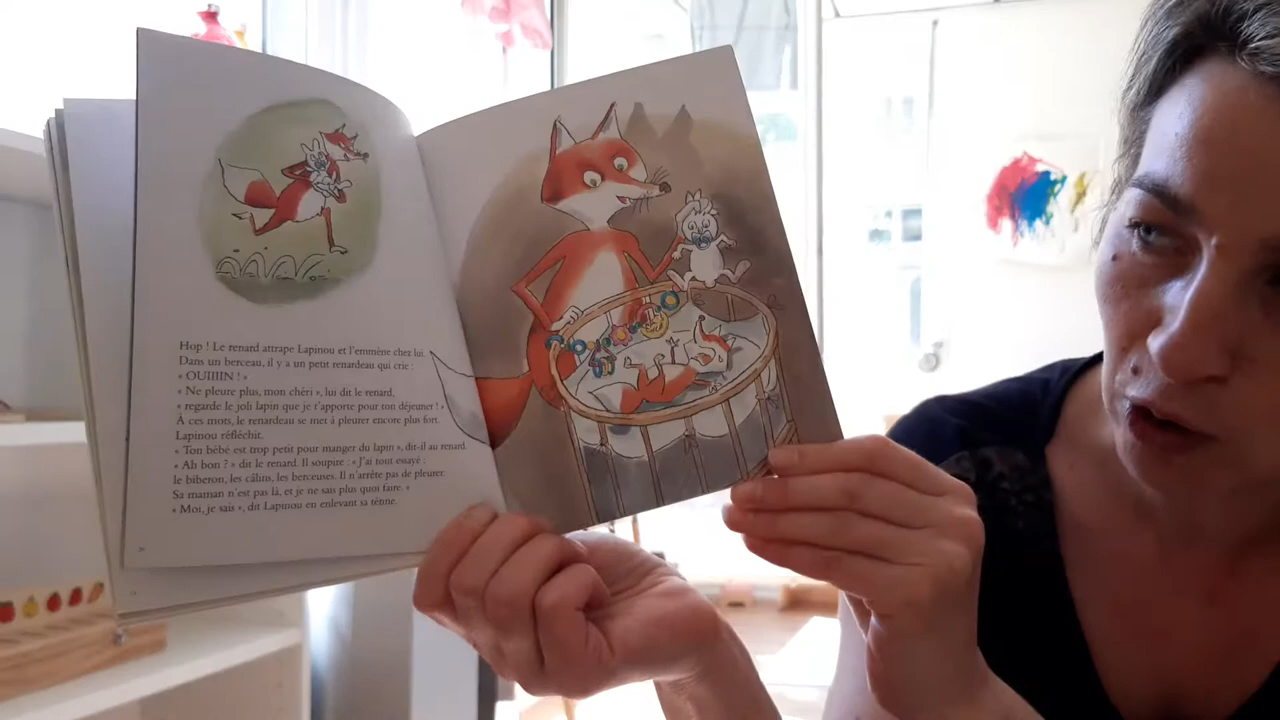 Hop ! Le renard attrape Lapinou et l'emmène chez lui.
Dans un berceau, il y a un petit renardeau qui crie :
« OUIIIIN ! »
« Ne pleure plus, mon chéri », lui dit le renard,
« regarde le joli lapin que je t'apporte pour ton déjeuner ! »
À ces mots, le renardeau se met à pleurer encore plus fort.
Lapinou réfléchit.
« Ton bébé est trop petit pour manger du lapin », dit-il au renard.
« Ah bon ? » dit le renard. Il soupire : « J'ai tout essayé :
le biberon, les câlins, les berceuses. Il n'arrête pas de pleurer.
Sa maman n'est pas là, et je ne sais plus quoi faire. »
« Moi, je sais », dit Lapinou en enlevant sa tétine.